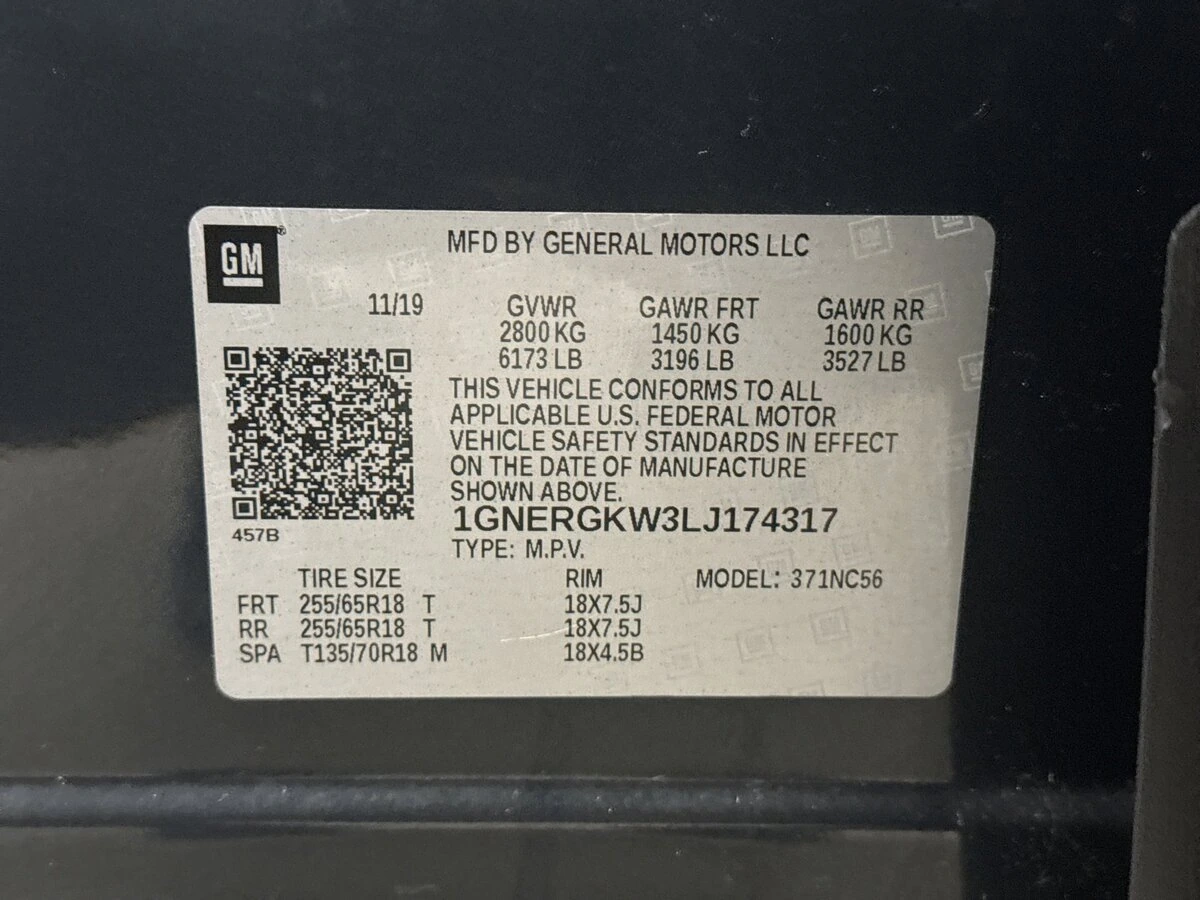 GM
MFD BY GENERAL MOTORS LLC
11/19 GVWR GAWR FRT GAWR RR
2800 KG 1450 KG 1600 KG
6173 LB 3196 LB 3527 LB
THIS VEHICLE CONFORMS TO ALL
APPLICABLE U.S. FEDERAL MOTOR
VEHICLE SAFETY STANDARDS IN EFFECT
ON THE DATE OF MANUFACTURE
SHOWN ABOVE.
457B
1GNERGKW3LJ174317
TYPE: M.P.V.
TIRE SIZE RIM MODEL: 371NC56
FRT 255/65R18 T 18X7.5J
RR 255/65R18 T 18X7.5J
SPA T135/70R18 M 18X4.5B